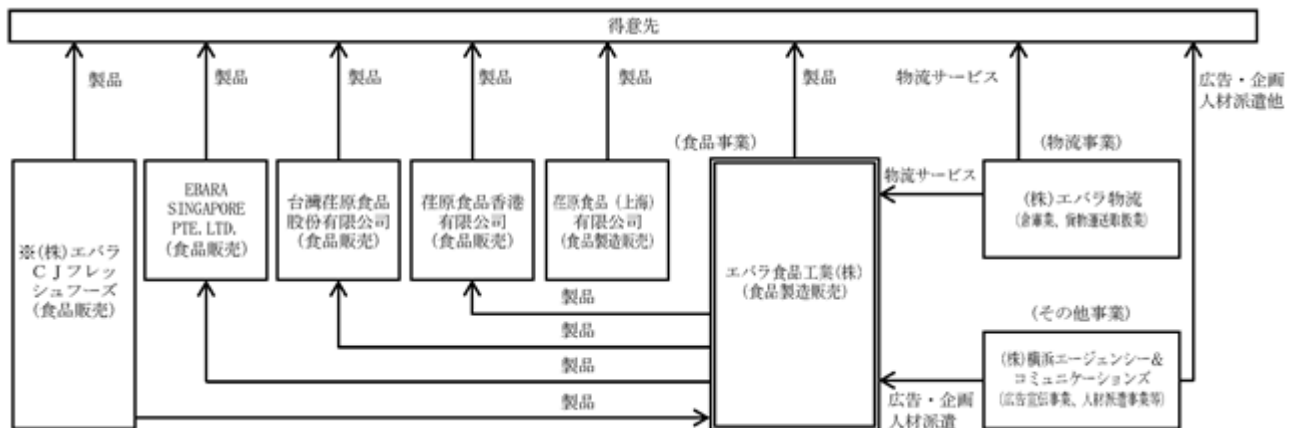 得意先
製品
製品
製品
製品
製品
製品
物流サービス
広告・企画
人材派遣他
(食品事業)
(物流事業)
※(株)エバラ
CJフレッ
シュフーズ
(食品販売)
EBARA
SINGAPORE
PTE. LTD.
(食品販売)
台灣荏原食品
股份有限公司
(食品販売)
荏原食品香港
有限公司
(食品販売)
荏原食品(上海)
有限公司
(食品製造販売)
エバラ食品工業(株)
(食品製造販売)
物流サービス
(株)エバラ物流
(倉庫業、貨物運送取扱業)
製品
製品
製品
製品
(その他事業)
(株)横浜エージェンシー&
コミュニケーションズ
(広告宣伝事業、人材派遣事業等)
広告・企画
人材派遣